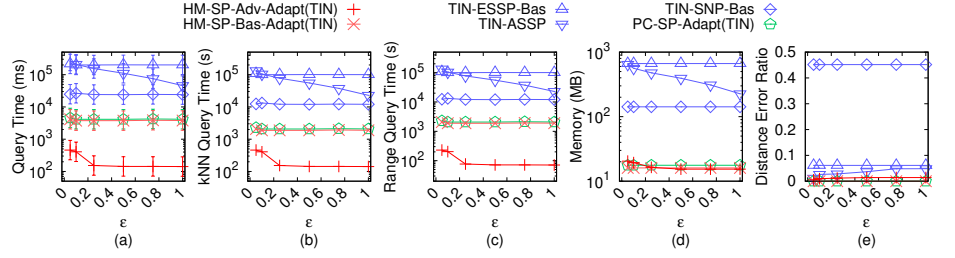 HM-SP-Adv-Adapt(TIN) TIN-ESSP-Bas TIN-SNP-Bas
HM-SP-Bas-Adapt(TIN) TIN-ASSP PC-SP-Adapt(TIN)
Query Time (ms)
10^5
10^4
10^3
10^2
0 0.2 0.4 0.6 0.8 1
ε
(a)
kNN Query Time (s)
10^5
10^4
10^3
10^2
0 0.2 0.4 0.6 0.8 1
ε
(b)
Range Query Time (s)
10^5
10^4
10^3
10^2
0 0.2 0.4 0.6 0.8 1
ε
(c)
Memory (MB)
10^3
10^2
10^1
0 0.2 0.4 0.6 0.8 1
ε
(d)
Distance Error Ratio
0.5
0.4
0.3
0.2
0.1
0
0 0.2 0.4 0.6 0.8 1
ε
(e)